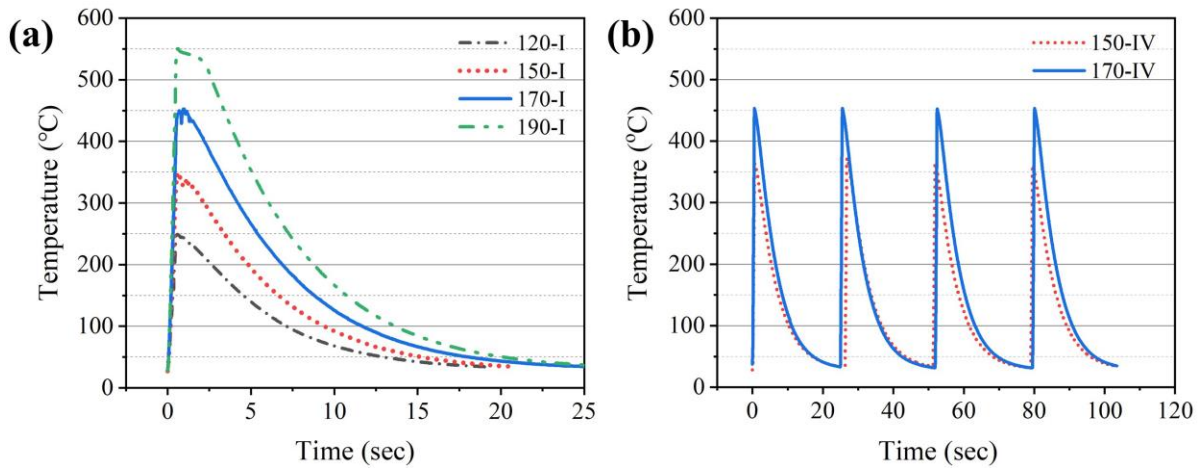 (a)
Temperature (℃)
600
500
400
300
200
100
0
120-I
150-I
170-I
190-I
0
5
10
15
20
25
Time (sec)
(b)
Temperature (°C)
600
500
400
300
200
100
0
150-IV
170-IV
0
20
40
60
80
100
120
Time (sec)